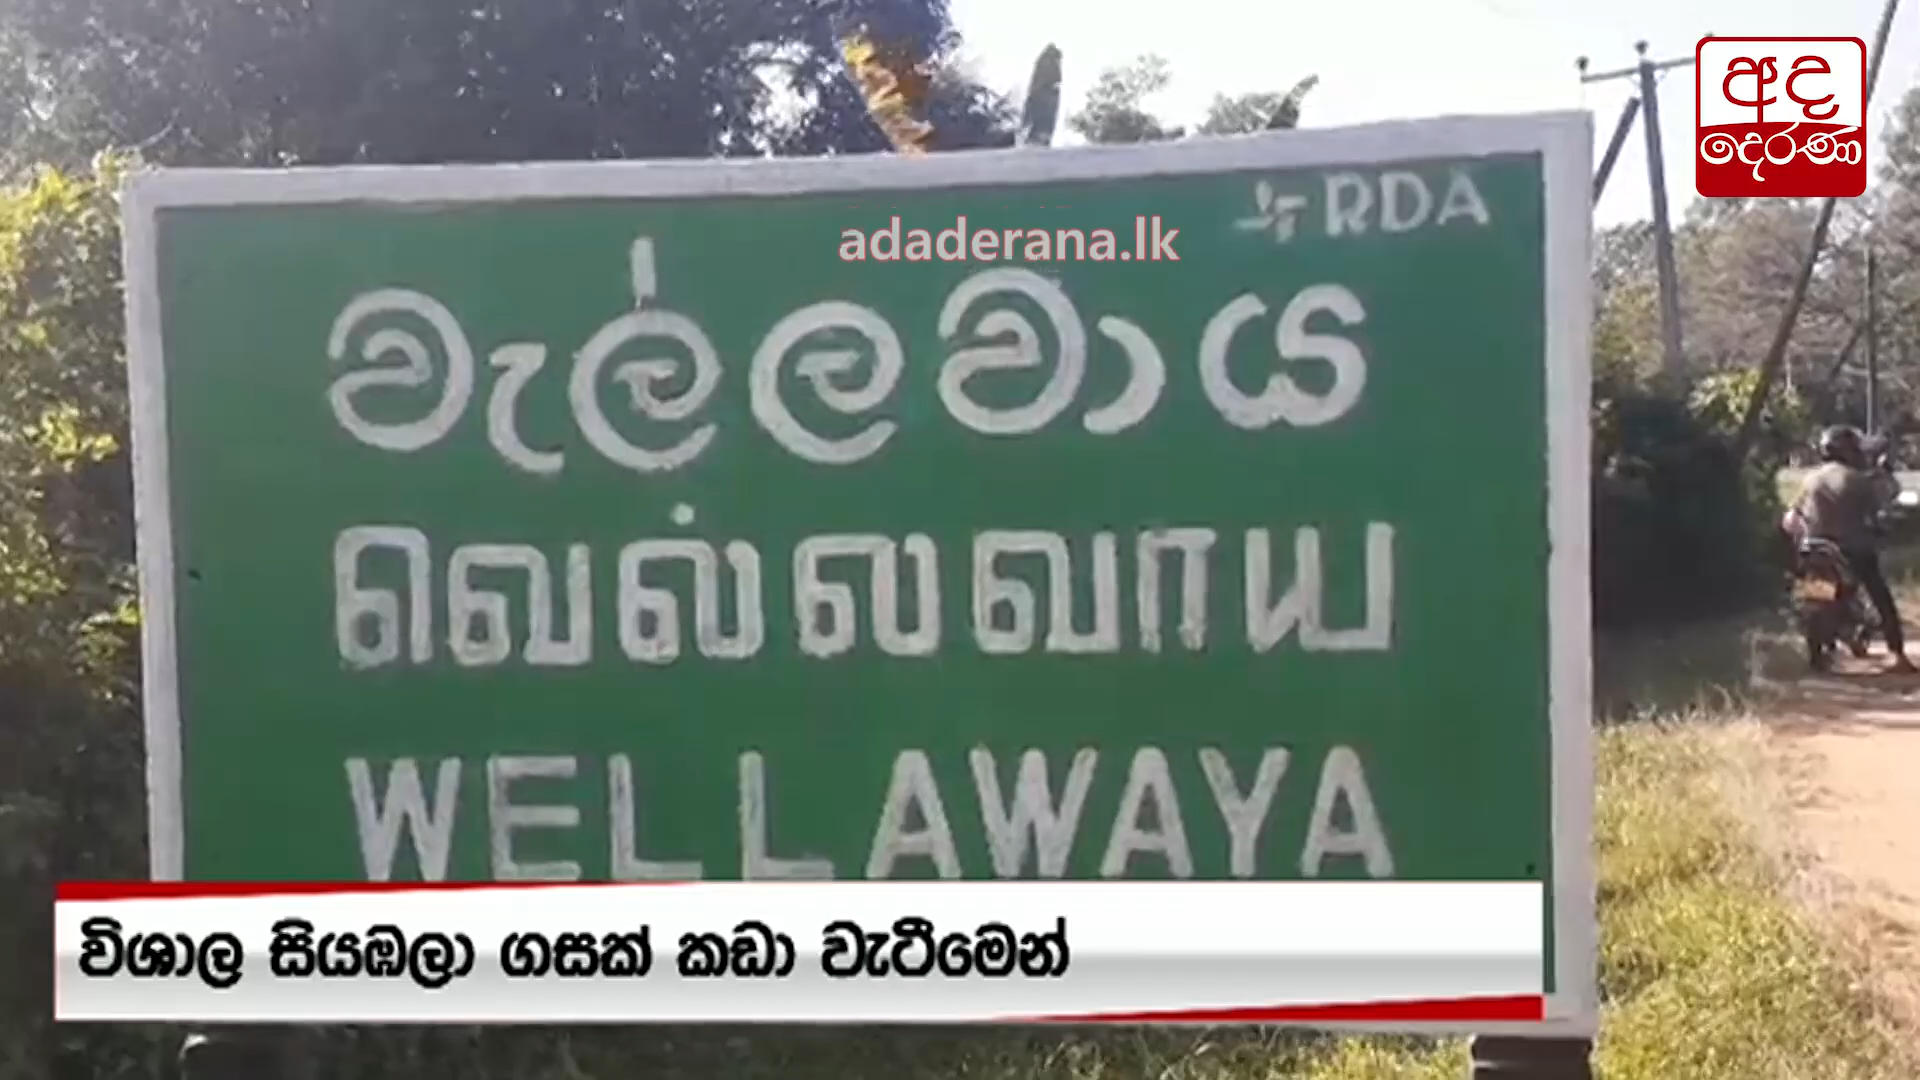 අද
දෙරණ
RDA
adaderana.lk
වැල්ලවාය
வெல்லவாய
WELLAWAYA
විශාල සියඹලා ගසක් කඩා වැටීමෙන්